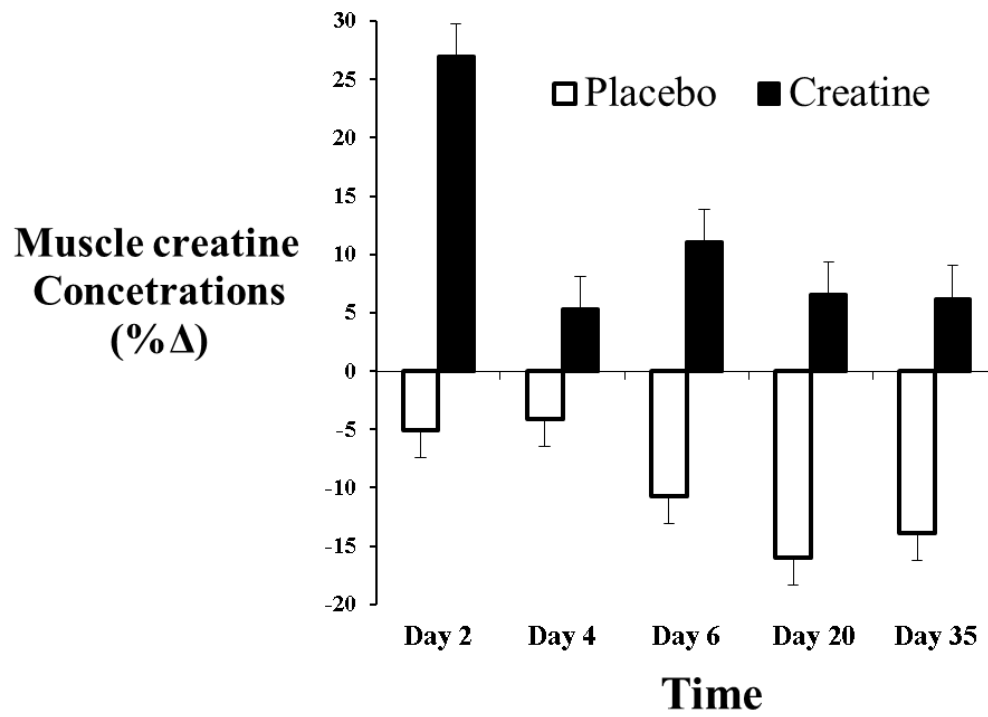 30
25
20
15
10
5
0
-5
-10
-15
-20
Placebo Creatine
Muscle creatine
Concetrations
(%Δ)
Day 2 Day 4 Day 6 Day 20 Day 35
Time